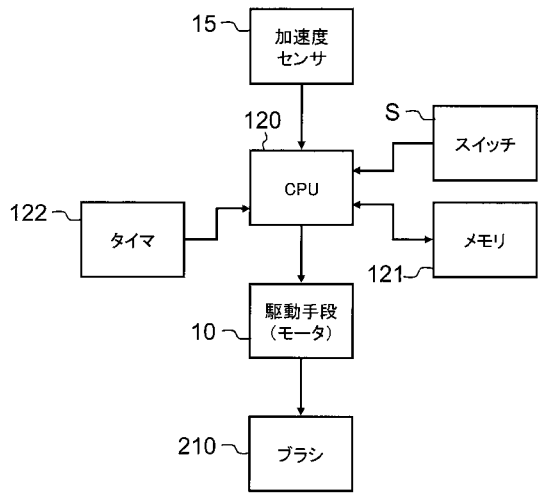 15
加速度
センサ
120
CPU
S
スイッチ
122
タイマ
メモリ
121
駆動手段
(モータ)
10
210
ブラシ